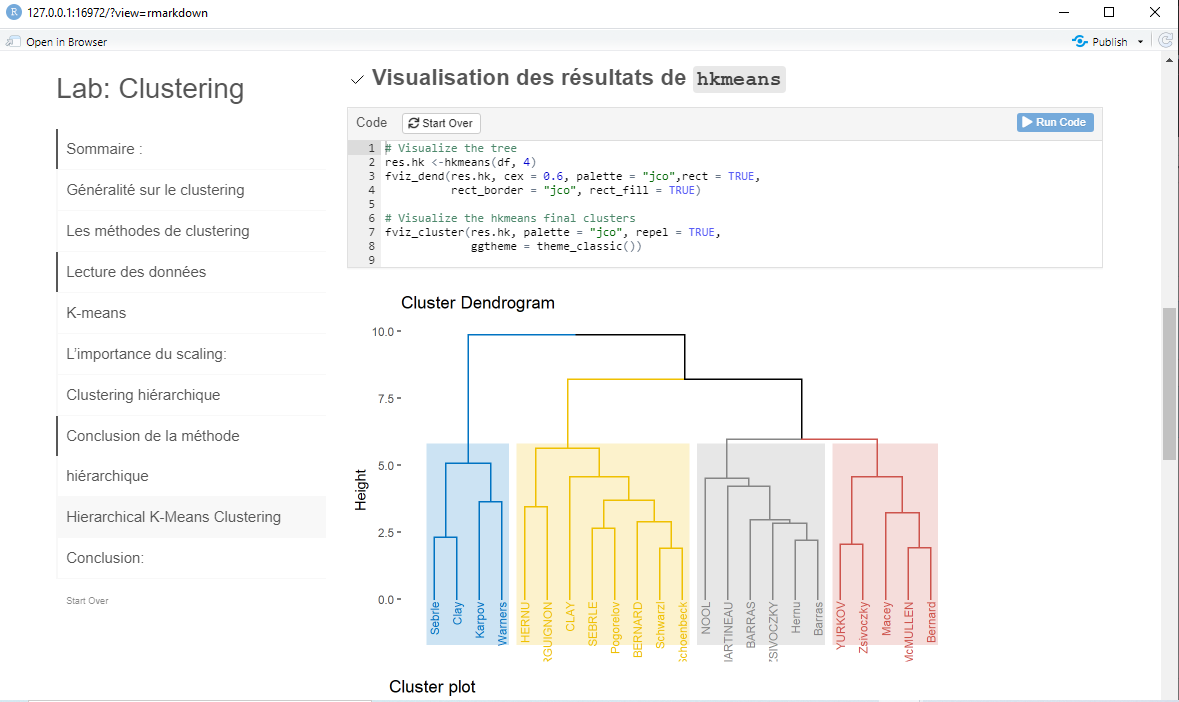 127.0.0.1:16972/?view=rmarkdown
Open in Browser
Publish
Lab: Clustering
Sommaire :
Généralité sur le clustering
Les méthodes de clustering
Lecture des données
K-means
L'importance du scaling:
Clustering hiérarchique
Conclusion de la méthode
hiérarchique
Hierarchical K-Means Clustering
Conclusion:
Start Over
Visualisation des résultats de hkmeans
Code Start Over Run Code
1 # Visualize the tree
2 res.hk <-hkmeans(df, 4)
3 fviz_dend(res.hk, cex = 0.6, palette = "jco",rect = TRUE,
4 rect_border = "jco", rect_fill = TRUE)
5
6 # Visualize the hkmeans final clusters
7 fviz_cluster(res.hk, palette = "jco", repel = TRUE,
8 ggtheme = theme_classic())
9
Cluster Dendrogram
10.0
7.5
5.0
2.5
0.0
Height
Sebrle
Clay
Karpov
Warners
HERNU
RGUIGNON
CLAY
SEBRLE
Pogorelov
BERNARD
Schwarzl
Schoenbeck
NOOL
MARTINEAU
BARRAS
ZSIVOCZKY
Hernu
Barras
YURKOV
Zsivoczky
Macey
McMULLEN
Bernard
Cluster plot